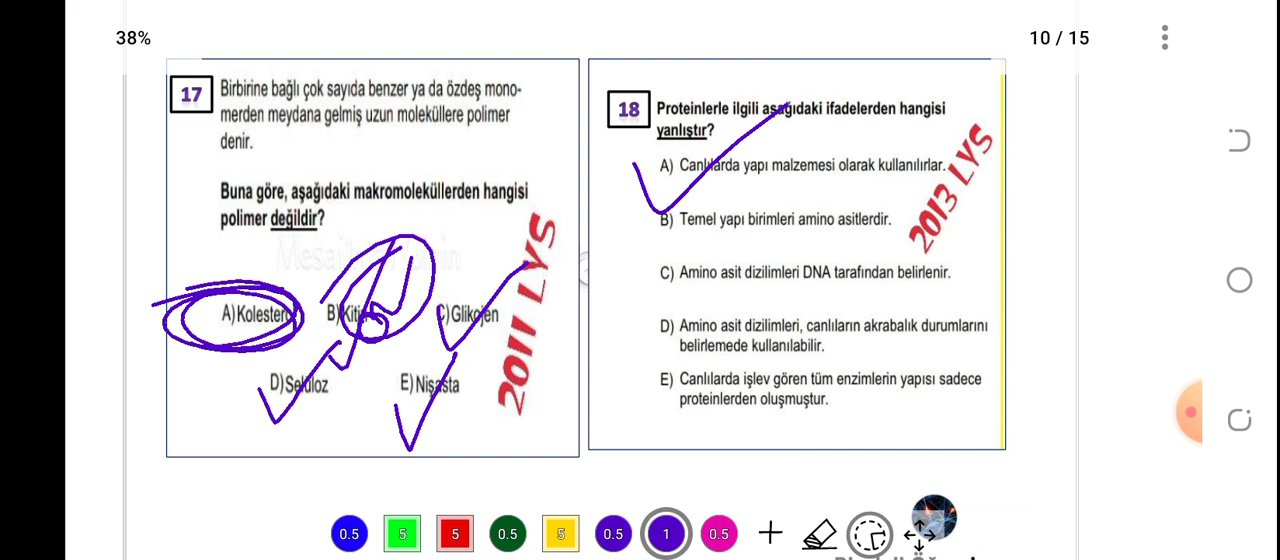 38%
10 / 15
17
Birbirine bağlı çok sayıda benzer ya da özdeş mono-
merden meydana gelmiş uzun moleküllere polimer
denir.
Buna göre, aşağıdaki makromoleküllerden hangisi
polimer değildir?
A) Kolesterol B) Kitin C) Glikojen
D) Selüloz E) Nişasta
2011 LYS
18
Proteinlerle ilgili aşağıdaki ifadelerden hangisi
yanlıştır?
A) Canlılarda yapı malzemesi olarak kullanılırlar.
B) Temel yapı birimleri amino asitlerdir.
C) Amino asit dizilimleri DNA tarafından belirlenir.
D) Amino asit dizilimleri, canlıların akrabalık durumlarını
belirlemede kullanılabilir.
E) Canlılarda işlev gören tüm enzimlerin yapısı sadece
proteinlerden oluşmuştur.
2013 LYS
0.5 5 5 0.5 5 0.5 1 0.5